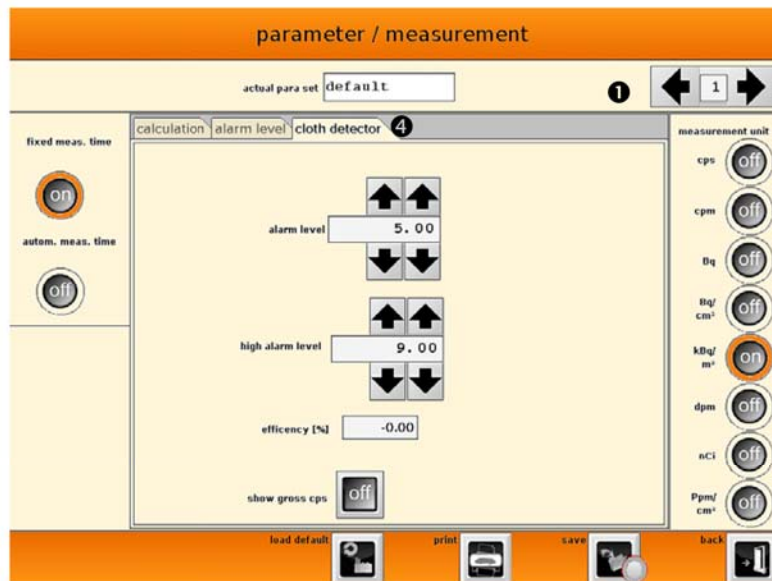 parameter / measurement
actual para set default
❶
1
calculation alarm level cloth detector ❹
fixed meas. time
on
autom. meas. time
off
alarm level 5.00
high alarm level 9.00
efficency [%] -0.00
show gross cps off
measurement unit
cps off
cpm off
Bq off
Bq/
cm² off
kBq/
m² on
dpm off
nCi off
Ppm/
cm² off
load default print save back